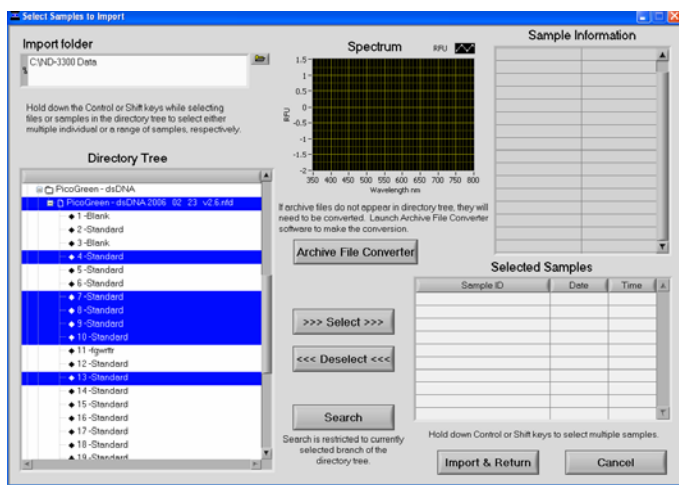 Select Samples to Import
Import folder
C:\ND-3300 Data
Hold down the Control or Shift keys while selecting
files or samples in the directory tree to select either
multiple individual or a range of samples, respectively.
Directory Tree
PicoGreen - dsDNA
PicoGreen - dsDNA 2006 02 23 v2.6.nfd
1 -Blank
2 -Standard
3 -Blank
4 -Standard
5 -Standard
6 -Standard
7 -Standard
8 -Standard
9 -Standard
10 -Standard
11 -fgwrftr
12 -Standard
13 -Standard
14 -Standard
15 -Standard
16 -Standard
17 -Standard
18 -Standard
19 -Standard
Spectrum
RFU
1.5
1
0.5
0
-0.5
-1
-1.5
-2
RFU
350 400 450 500 550 600 650 700 750 800
Wavelength nm
If archive files do not appear in directory tree, they will
need to be converted. Launch Archive File Converter
software to make the conversion.
Archive File Converter
>>> Select >>>
<<< Deselect <<<
Search
Search is restricted to currently
selected branch of the
directory tree.
Sample Information
Selected Samples
Sample ID Date Time
Hold down Control or Shift keys to select multiple samples.
Import & Return
Cancel